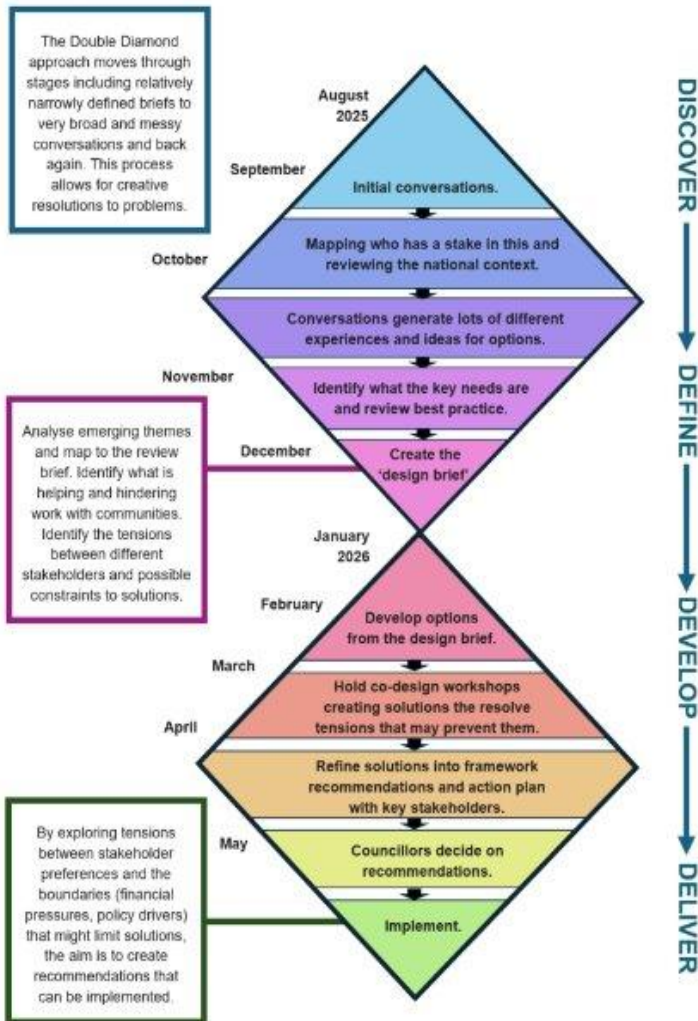 The Double Diamond
approach moves through
stages including relatively
narrowly defined briefs to
very broad and messy
conversations and back
again. This process
allows for creative
resolutions to problems.
August
2025
September
Initial conversations.
October
Mapping who has a stake in this and
reviewing the national context.
Conversations generate lots of different
experiences and ideas for options.
November
Identify what the key needs are
and review best practice.
December
Create the
‘design brief’
Analyse emerging themes
and map to the review
brief. Identify what is
helping and hindering
work with communities.
Identify the tensions
between different
stakeholders and possible
constraints to solutions.
January
2026
February
Develop options
from the design brief.
March
Hold co-design workshops
creating solutions the resolve
tensions that may prevent them.
April
Refine solutions into framework
recommendations and action plan
with key stakeholders.
May
Councillors decide on
recommendations.
Implement.
By exploring tensions
between stakeholder
preferences and the
boundaries (financial
pressures, policy drivers)
that might limit solutions,
the aim is to create
recommendations that
can be implemented.
DISCOVER
DEFINE
DEVELOP
DELIVER